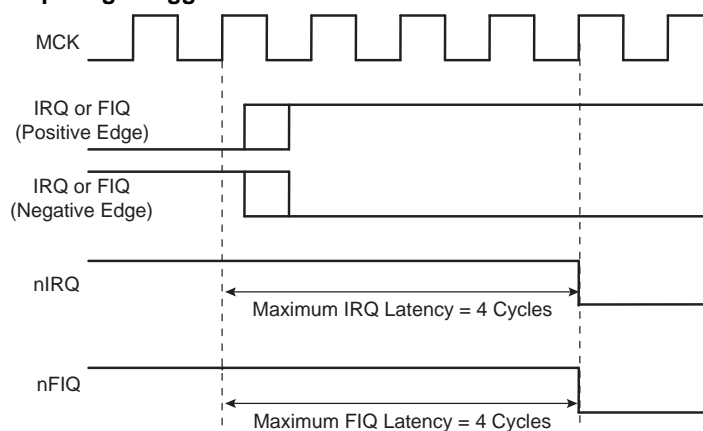 MCK
IRQ or FIQ
(Positive Edge)
IRQ or FIQ
(Negative Edge)
nIRQ
Maximum IRQ Latency = 4 Cycles
nFIQ
Maximum FIQ Latency = 4 Cycles